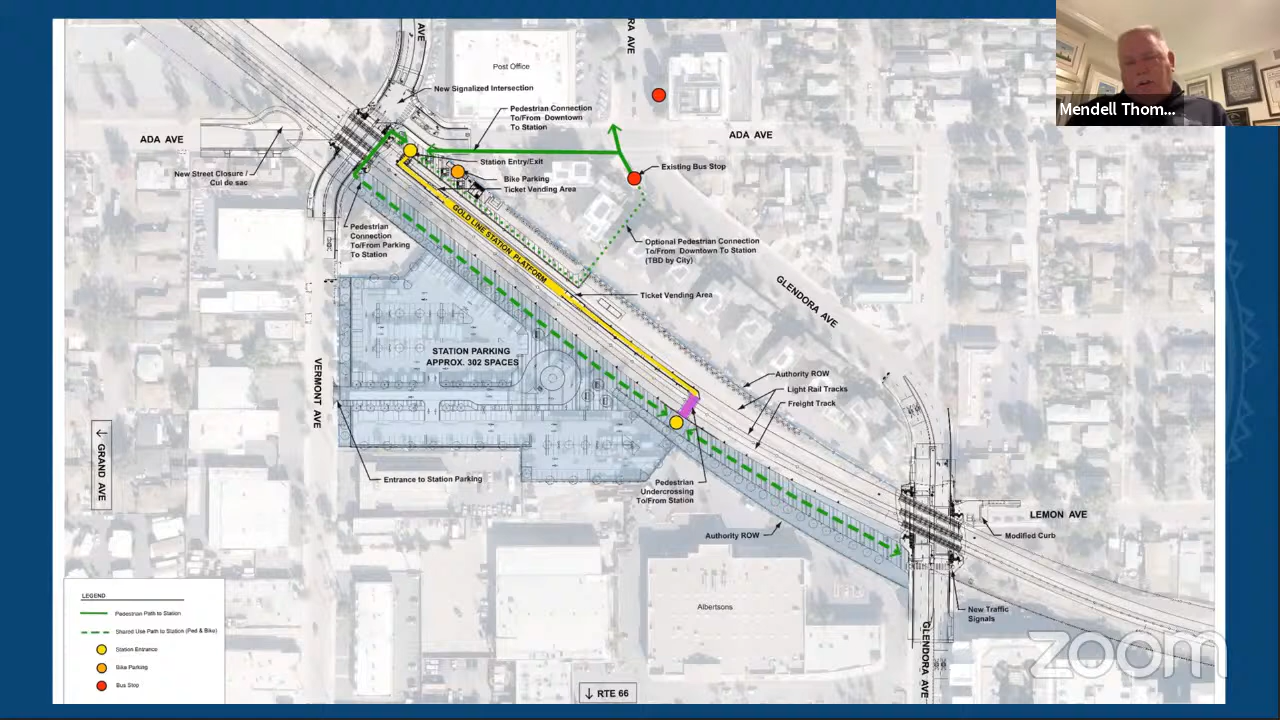 AVE
RA AVE
Post Office
New Signalized Intersection
Pedestrian Connection
To/From Downtown
To Station
ADA AVE
ADA AVE
Mendell Thom...
Station Entry/Exit
Existing Bus Stop
New Street Closure /
Cul de sac
Bike Parking
Ticket Vending Area
Pedestrian
Connection
To/From Parking
To Station
GOLD LINE STATION PLATFORM
Optional Pedestrian Connection
To/From Downtown To Station
(TBD by City)
GLENDORA AVE
Ticket Vending Area
STATION PARKING
APPROX. 302 SPACES
VERMONT AVE
Authority ROW
Light Rail Tracks
Freight Track
← GRAND AVE
Entrance to Station Parking
Pedestrian
Undercrossing
To/From Station
Authority ROW
LEMON AVE
Modified Curb
Albertsons
New Traffic
Signals
GLENDORA AVE
LEGEND
Pedestrian Path to Station
Shared Use Path to Station (Ped & Bike)
Station Entrance
Bike Parking
Bus Stop
↓ RTE 66
zoom